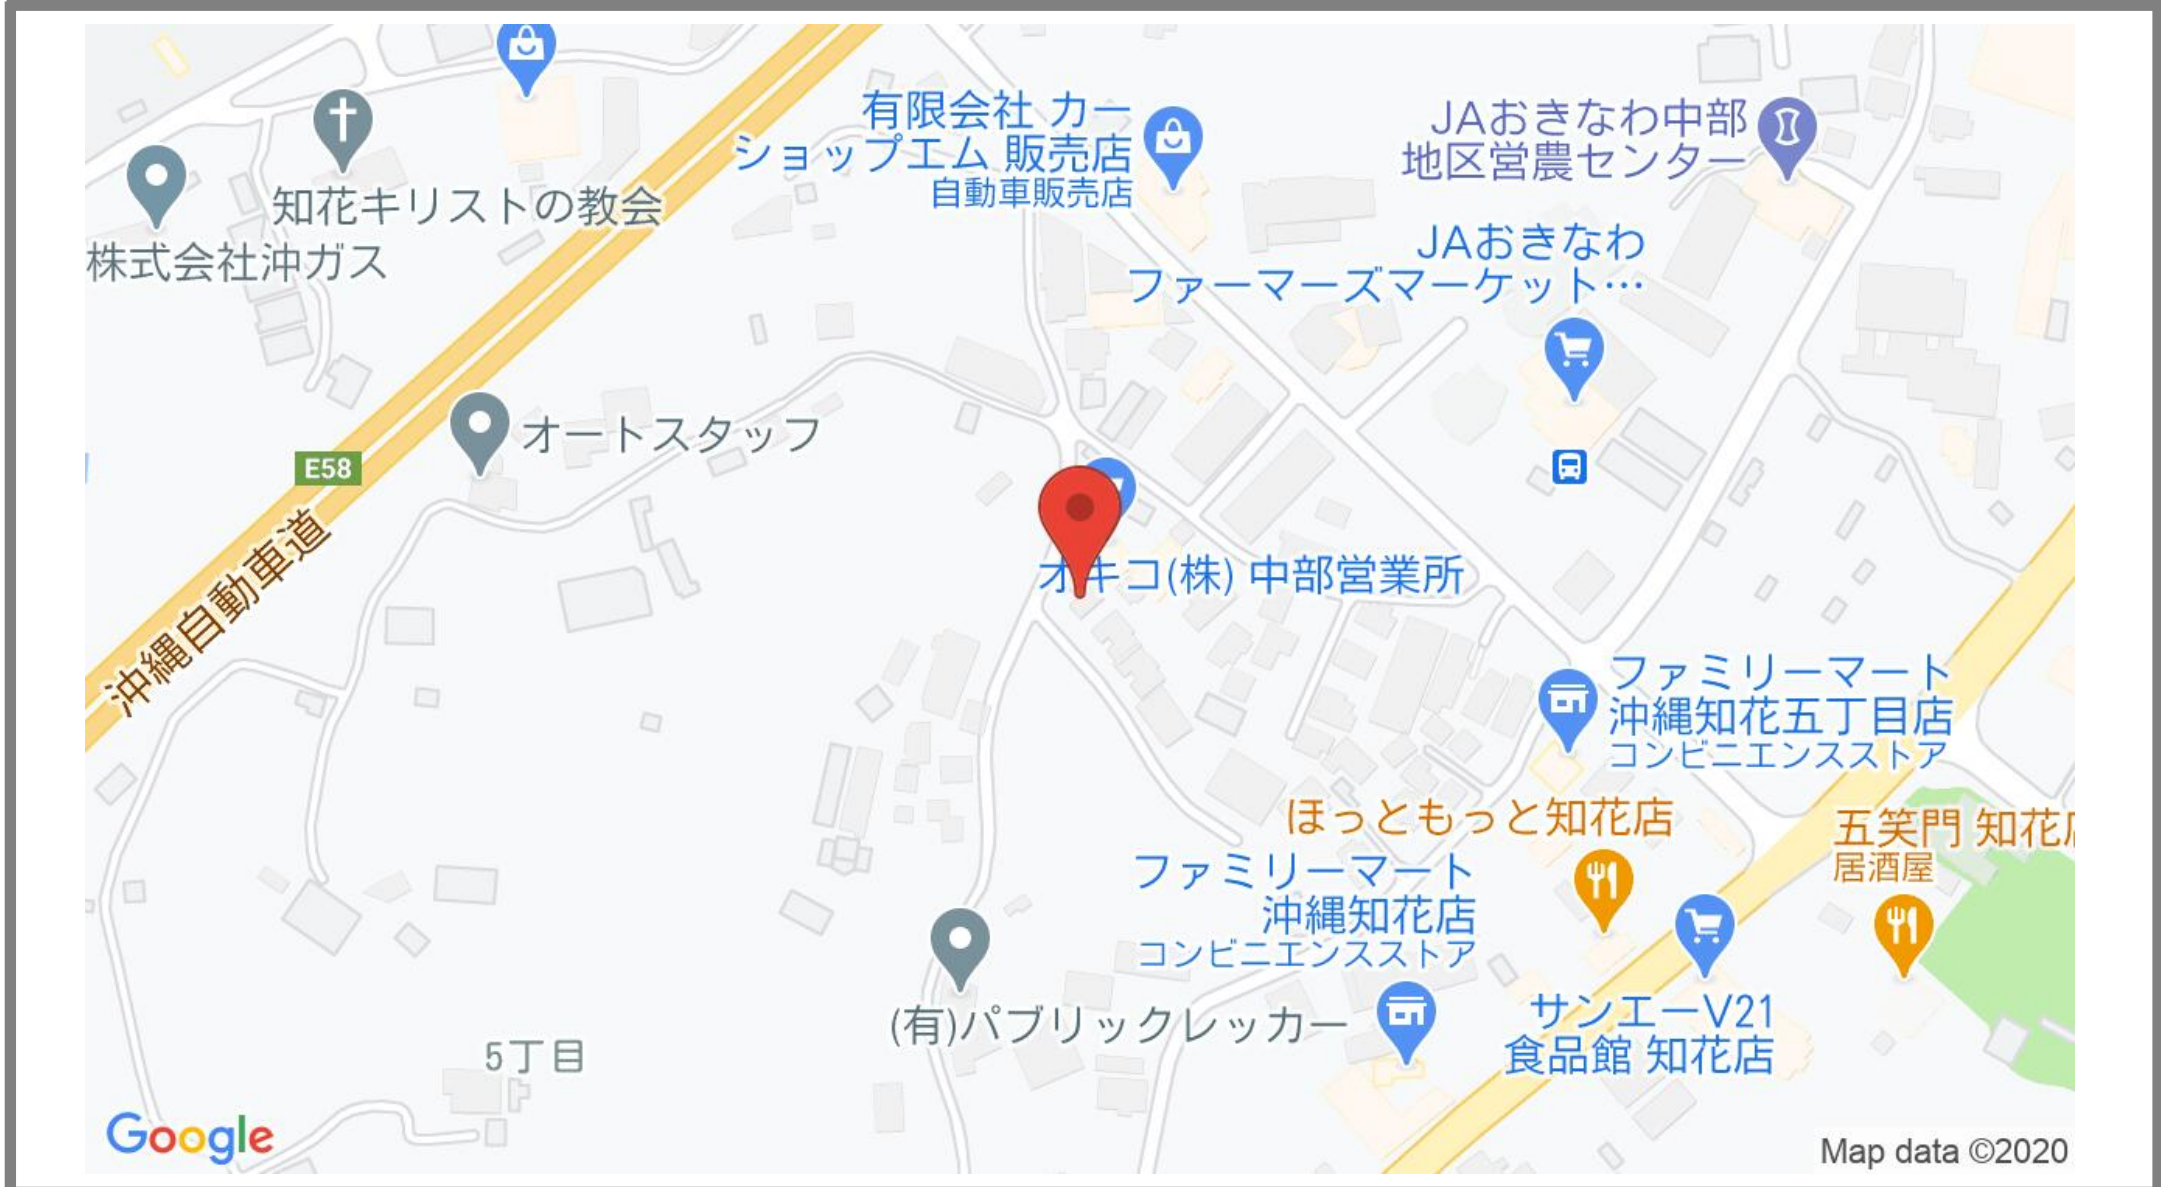 有限会社 カー
ショップエム 販売店
自動車販売店
JAおきなわ中部
地区営農センター
知花キリストの教会
株式会社沖ガス
JAおきなわ
ファーマーズマーケット…
オートスタッフ
E58
沖縄自動車道
オキコ(株) 中部営業所
ファミリーマート
沖縄知花五丁目店
コンビニエンスストア
ほっともっと知花店
五笑門 知花店
居酒屋
ファミリーマート
沖縄知花店
コンビニエンスストア
(有)パブリックレッカー
サンエーV21
食品館 知花店
5丁目
Google
Map data ©2020